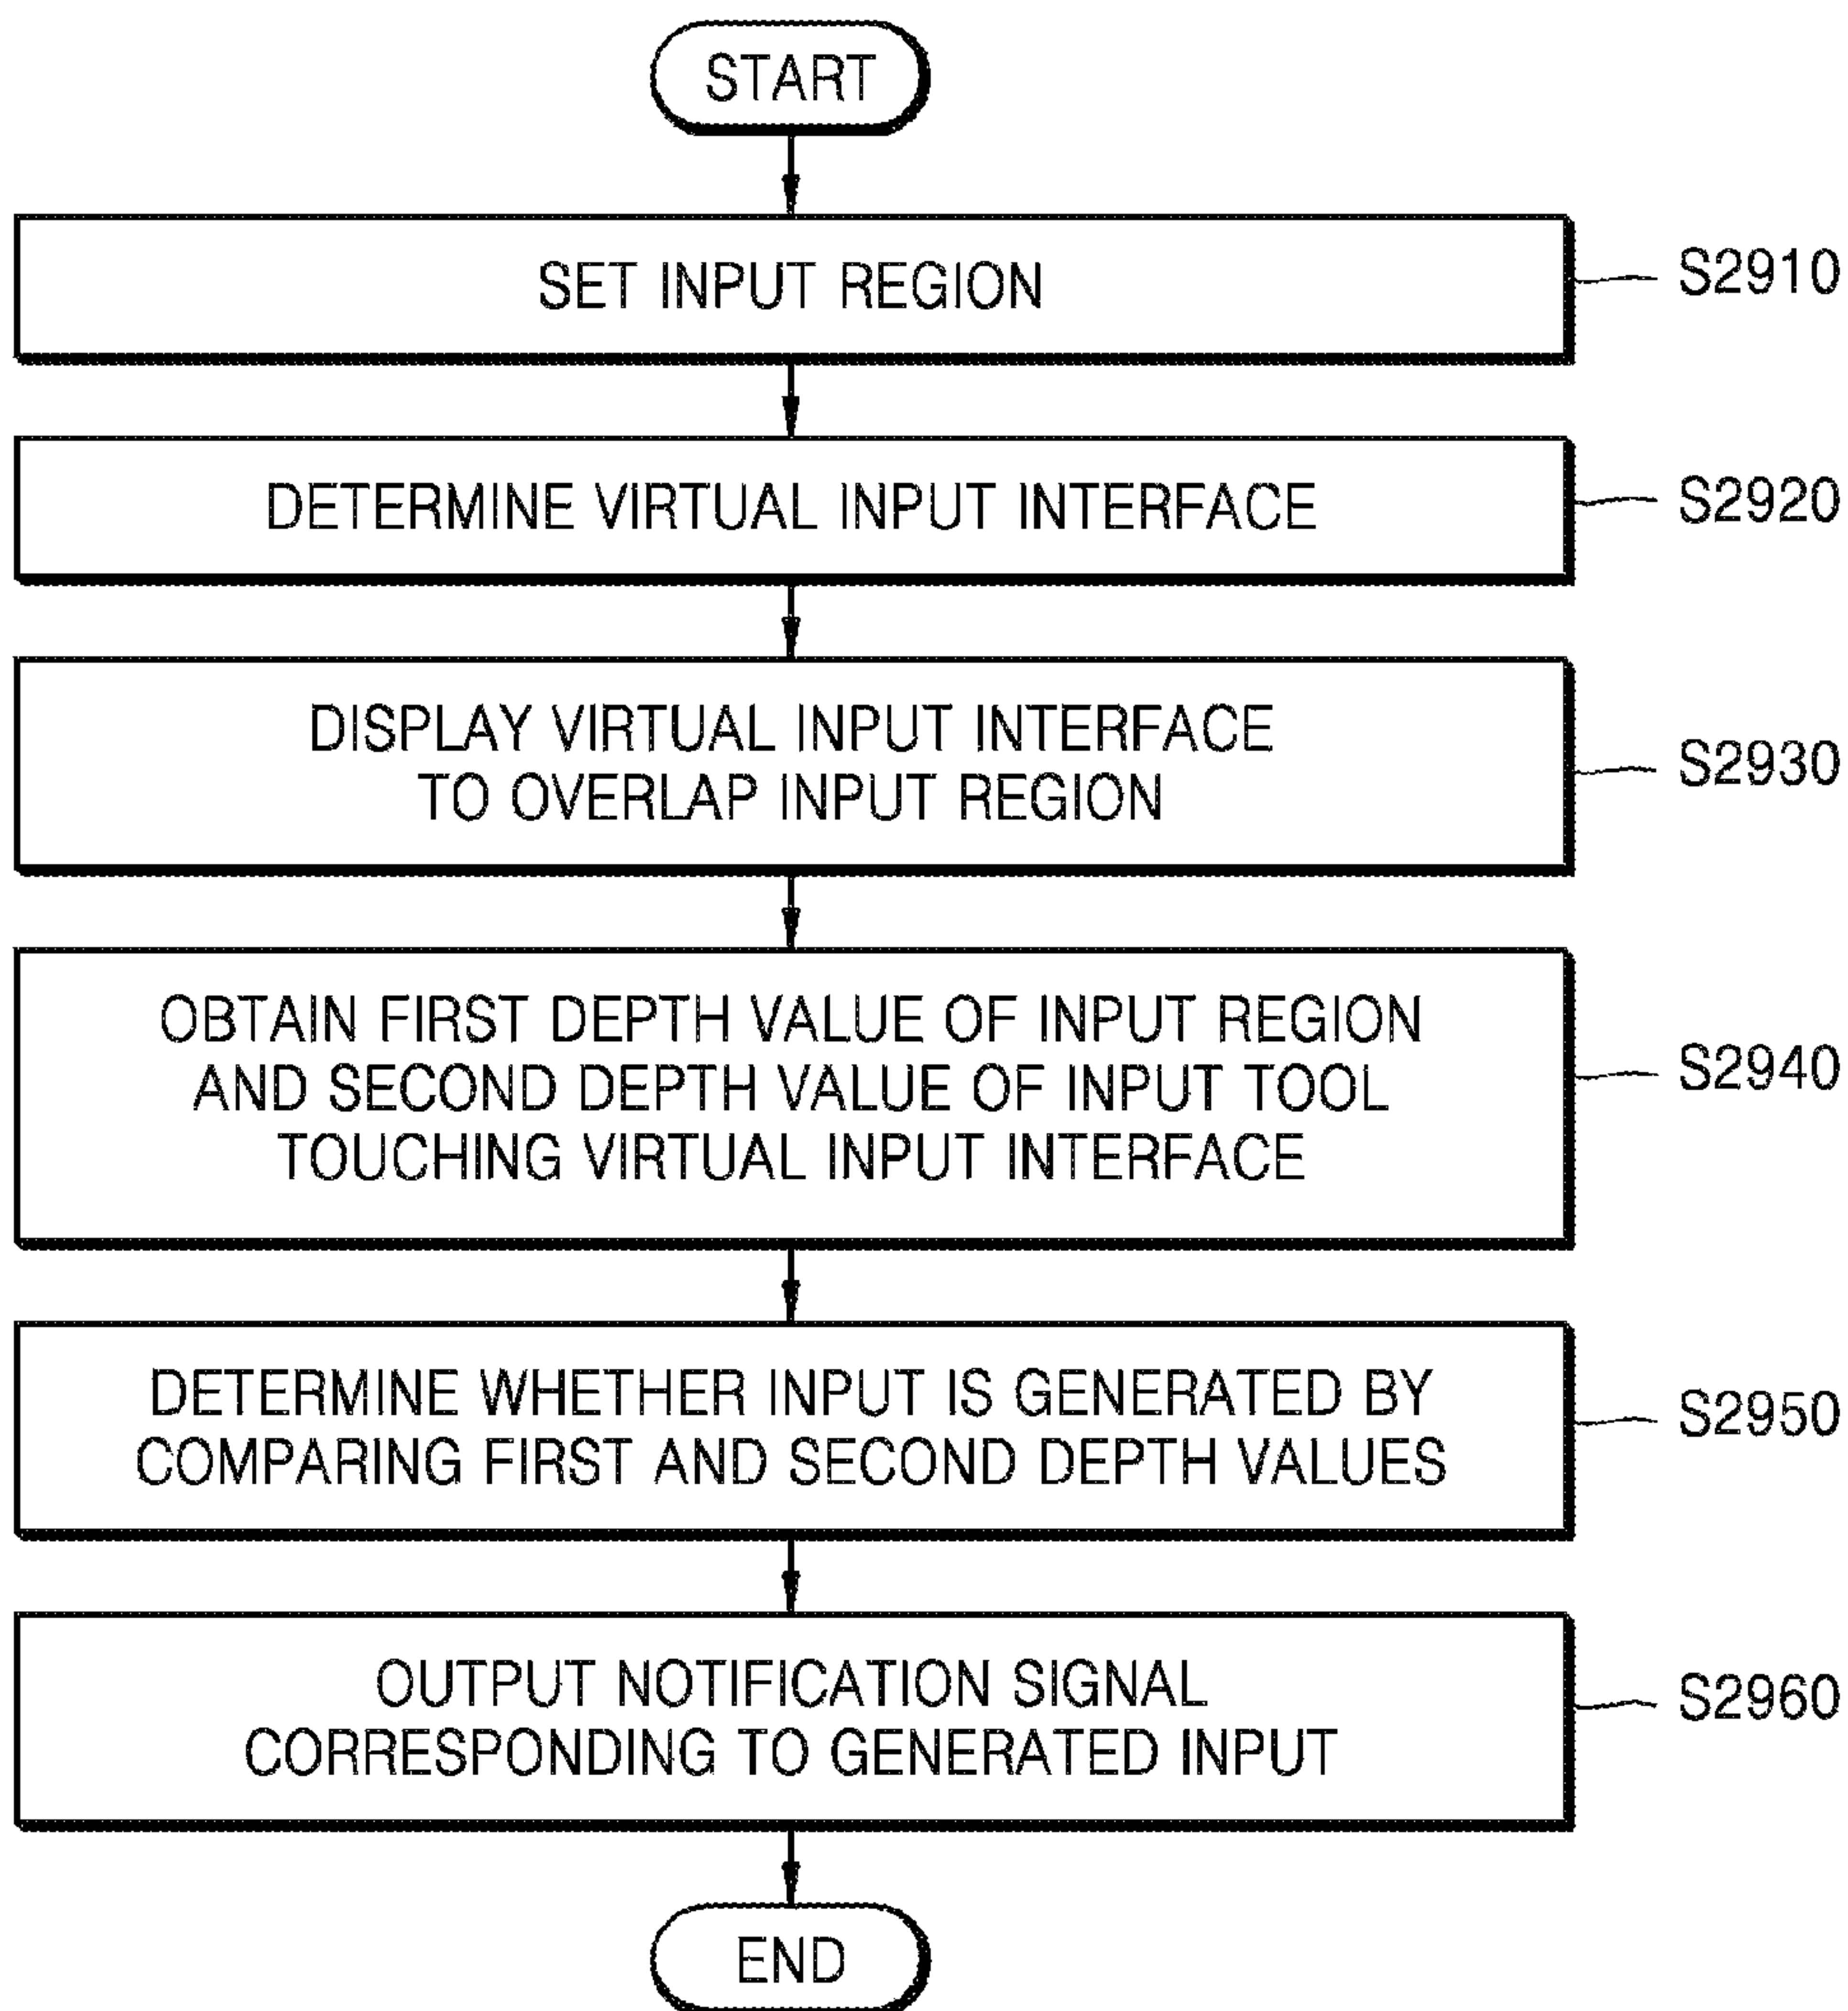 START
SET INPUT REGION
S2910
DETERMINE VIRTUAL INPUT INTERFACE
S2920
DISPLAY VIRTUAL INPUT INTERFACE
TO OVERLAP INPUT REGION
S2930
OBTAIN FIRST DEPTH VALUE OF INPUT REGION
AND SECOND DEPTH VALUE OF INPUT TOOL
TOUCHING VIRTUAL INPUT INTERFACE
S2940
DETERMINE WHETHER INPUT IS GENERATED BY
COMPARING FIRST AND SECOND DEPTH VALUES
S2950
OUTPUT NOTIFICATION SIGNAL
CORRESPONDING TO GENERATED INPUT
S2960
END